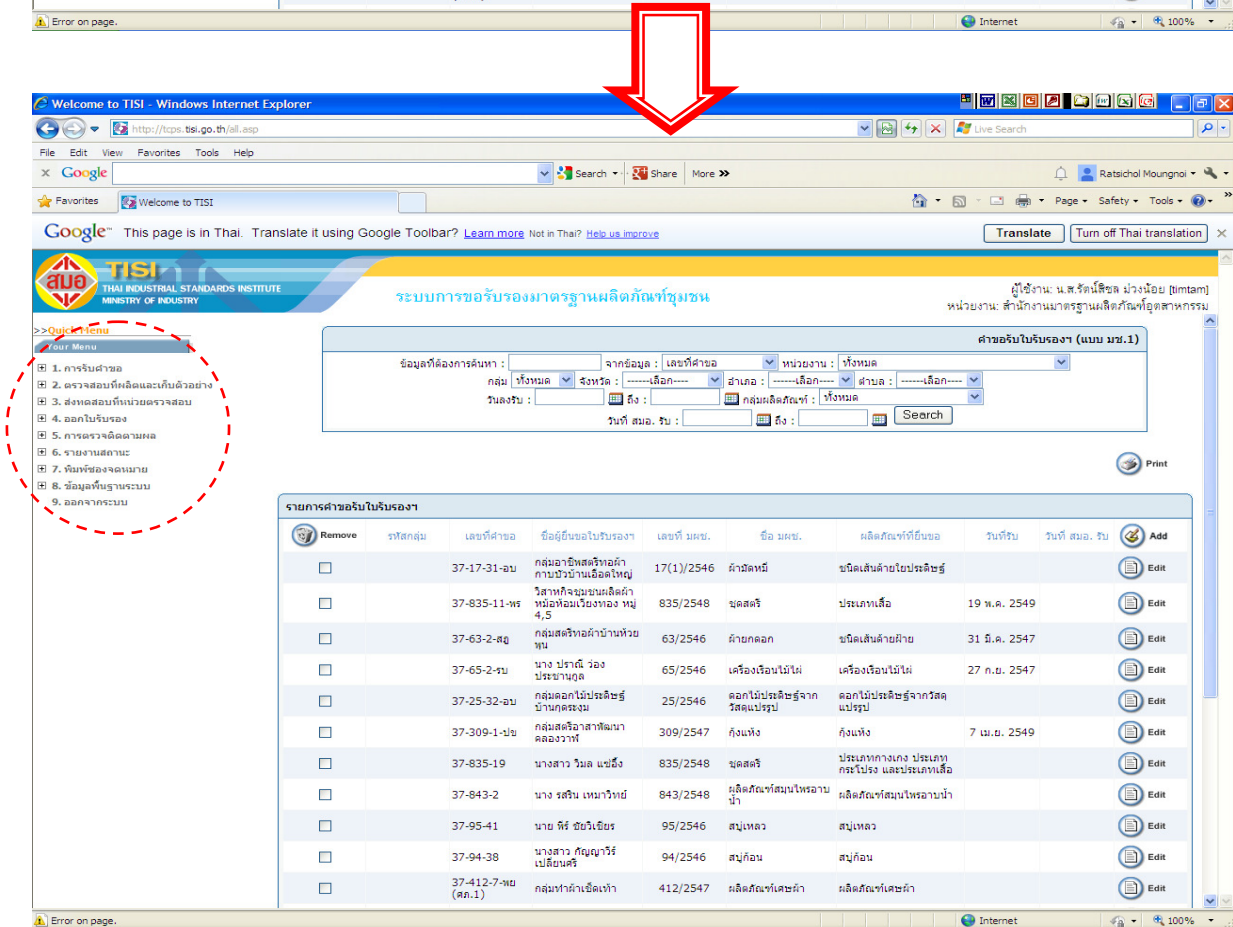 Error on page.
Internet
100%
Welcome to TISI - Windows Internet Explorer
http://tcps.tisi.go.th/all.asp
Live Search
File Edit View Favorites Tools Help
x Google
Search
Share
More »
Ratsichol Moungnoi
Favorites
Welcome to TISI
Page Safety Tools
Google™ This page is in Thai. Translate it using Google Toolbar? Learn more Not in Thai? Help us improve
Translate
Turn off Thai translation
สมอ
TISI
THAI INDUSTRIAL STANDARDS INSTITUTE
MINISTRY OF INDUSTRY
ระบบการขอรับรองมาตรฐานผลิตภัณฑ์ชุมชน
ผู้ใช้งาน: น.ส.รัตน์สิชล ม่วงน้อย [timtam]
หน่วยงาน: สำนักงานมาตรฐานผลิตภัณฑ์อุตสาหกรรม
>>Quick Menu
Your Menu
1. การรับคำขอ
2. ตรวจสอบที่ผลิตและเก็บตัวอย่าง
3. ส่งทดสอบที่หน่วยตรวจสอบ
4. ออกใบรับรอง
5. การตรวจติดตามผล
6. รายงานสถานะ
7. พิมพ์ซองจดหมาย
8. ข้อมูลพื้นฐานระบบ
9. ออกจากระบบ
คำขอรับใบรับรองฯ (แบบ มช.1)
ข้อมูลที่ต้องการค้นหา : จากข้อมูล : เลขที่คำขอ หน่วยงาน : ทั้งหมด
กลุ่ม ทั้งหมด จังหวัด : ------เลือก---- อำเภอ : ------เลือก---- ตำบล : ------เลือก----
วันลงรับ : ถึง : กลุ่มผลิตภัณฑ์ : ทั้งหมด
วันที่ สมอ. รับ : ถึง : Search
Print
รายการคำขอรับใบรับรองฯ
Remove รหัสกลุ่ม เลขที่คำขอ ชื่อผู้ยื่นขอใบรับรองฯ เลขที่ มผช. ชื่อ มผช. ผลิตภัณฑ์ที่ยื่นขอ วันที่รับ วันที่ สมอ. รับ Add
37-17-31-อบ กลุ่มอาชีพสตรีทอผ้า 17(1)/2546 ผ้ามัดหมี่ ชนิดเส้นด้ายใยประดิษฐ์ Edit
กาบบัวบ้านเอือดใหญ่
วิสาหกิจชุมชนผลิตผ้า
37-835-11-พร หม้อห้อมเวียงทอง หมู่ 835/2548 ชุดสตรี ประเภทเสื้อ 19 พ.ค. 2549 Edit
4,5
37-63-2-สฎ กลุ่มสตรีทอผ้าบ้านห้วย 63/2546 ผ้ายกดอก ชนิดเส้นด้ายฝ้าย 31 มี.ค. 2547 Edit
พุน
37-65-2-รบ นาง ปราณี ว่อง 65/2546 เครื่องเรือนไม้ไผ่ เครื่องเรือนไม้ไผ่ 27 ก.ย. 2547 Edit
ประชานุกูล
37-25-32-อบ กลุ่มดอกไม้ประดิษฐ์ 25/2546 ดอกไม้ประดิษฐ์จาก ดอกไม้ประดิษฐ์จากวัสดุ Edit
บ้านกุดระงุม วัสดุแปรรูป แปรรูป
37-309-1-ปข กลุ่มสตรีอาสาพัฒนา 309/2547 กุ้งแห้ง กุ้งแห้ง 7 เม.ย. 2549 Edit
คลองวาฬ
37-835-19 นางสาว วิมล แซ่อึ้ง 835/2548 ชุดสตรี ประเภทกางเกง ประเภท Edit
กระโปรง และประเภทเสื้อ
37-843-2 นาง รสริน เหมาวิทย์ 843/2548 ผลิตภัณฑ์สมุนไพรอาบ ผลิตภัณฑ์สมุนไพรอาบน้ำ Edit
น้ำ
37-95-41 นาย พีร์ ชัยวิเชียร 95/2546 สบู่เหลว สบู่เหลว Edit
37-94-38 นางสาว กัญญาวีร์ 94/2546 สบู่ก้อน สบู่ก้อน Edit
เปลี่ยนศรี
37-412-7-พย กลุ่มทำผ้าเช็ดเท้า 412/2547 ผลิตภัณฑ์เศษผ้า ผลิตภัณฑ์เศษผ้า Edit
(ศภ.1)
Error on page.
Internet
100%